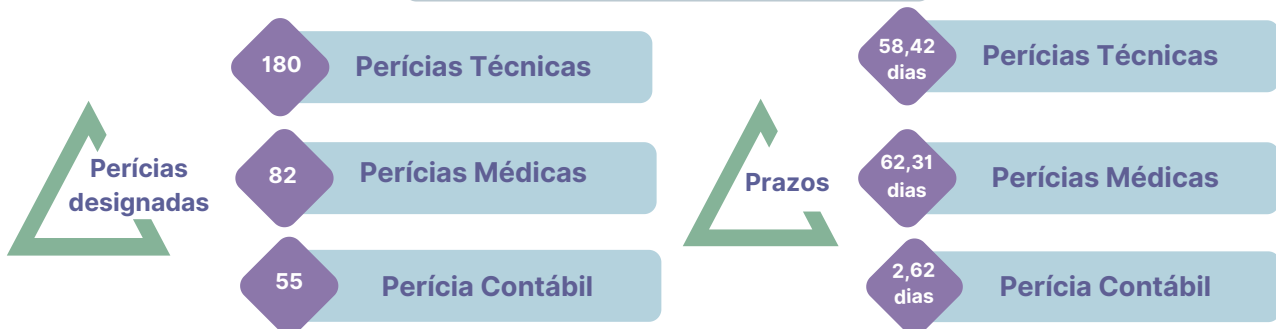 Perícias
designadas
180
Perícias Técnicas
82
Perícias Médicas
55
Perícia Contábil
Prazos
58,42
dias
Perícias Técnicas
62,31
dias
Perícias Médicas
2,62
dias
Perícia Contábil